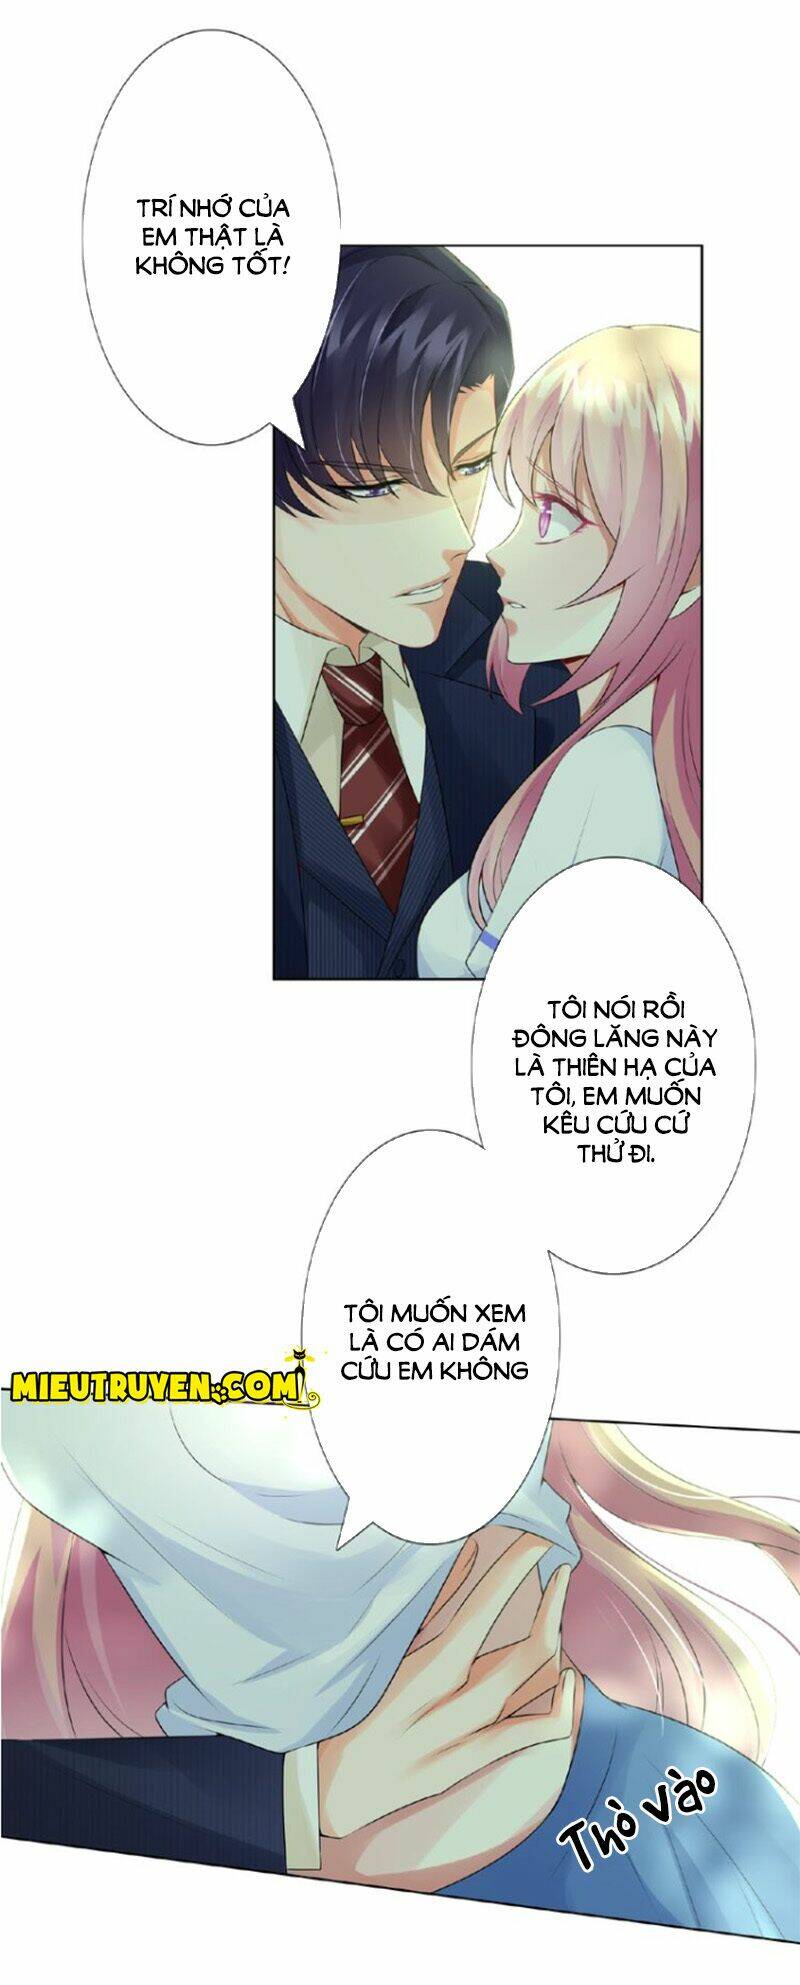 TRÍ NHỚ CỦA
EM THẬT LÀ
KHÔNG TỐT!
TÔI NÓI RỒI
ĐÔNG LĂNG NÀY
LÀ THIÊN HẠ CỦA
TÔI, EM MUỐN
KÊU CỨU CỨ
THỬ ĐI.
TÔI MUỐN XEM
LÀ CÓ AI DÁM
CỨU EM KHÔNG
MIEUTRUYEN.COM
Thò vào